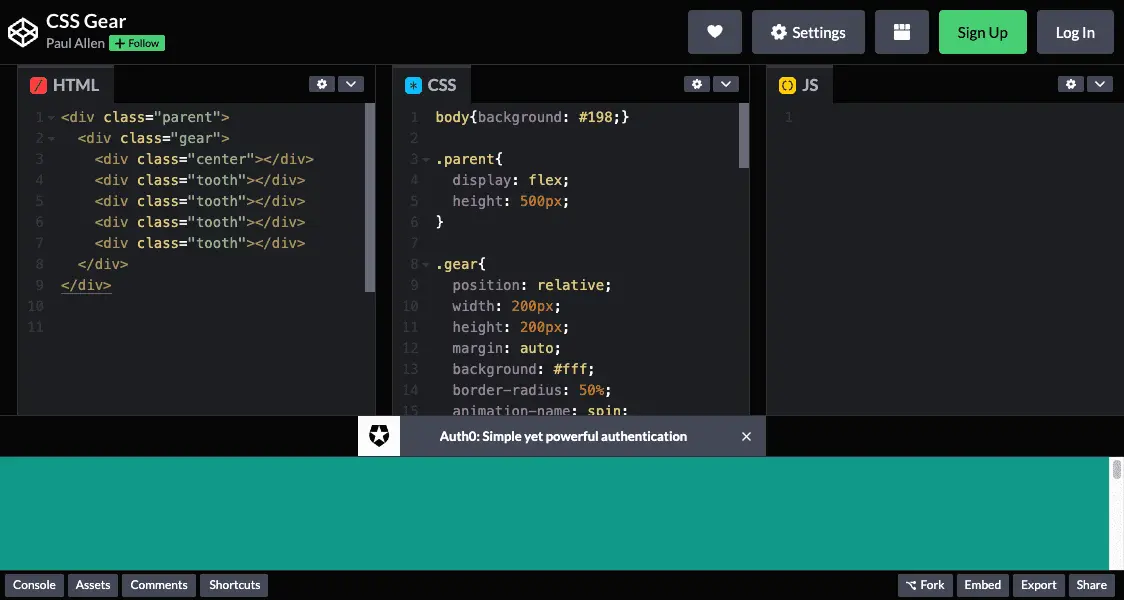 CSS Gear
Paul Allen + Follow
Settings
Sign Up
Log In
HTML
1 <div class="parent">
2 <div class="gear">
3 <div class="center"></div>
4 <div class="tooth"></div>
5 <div class="tooth"></div>
6 <div class="tooth"></div>
7 <div class="tooth"></div>
8 </div>
9 </div>
10
11
CSS
1 body{background: #198;}
2
3 .parent{
4 display: flex;
5 height: 500px;
6 }
7
8 .gear{
9 position: relative;
10 width: 200px;
11 height: 200px;
12 margin: auto;
13 background: #fff;
14 border-radius: 50%;
15 animation-name: spin;
JS
1
Auth0: Simple yet powerful authentication
Console Assets Comments Shortcuts Fork Embed Export Share